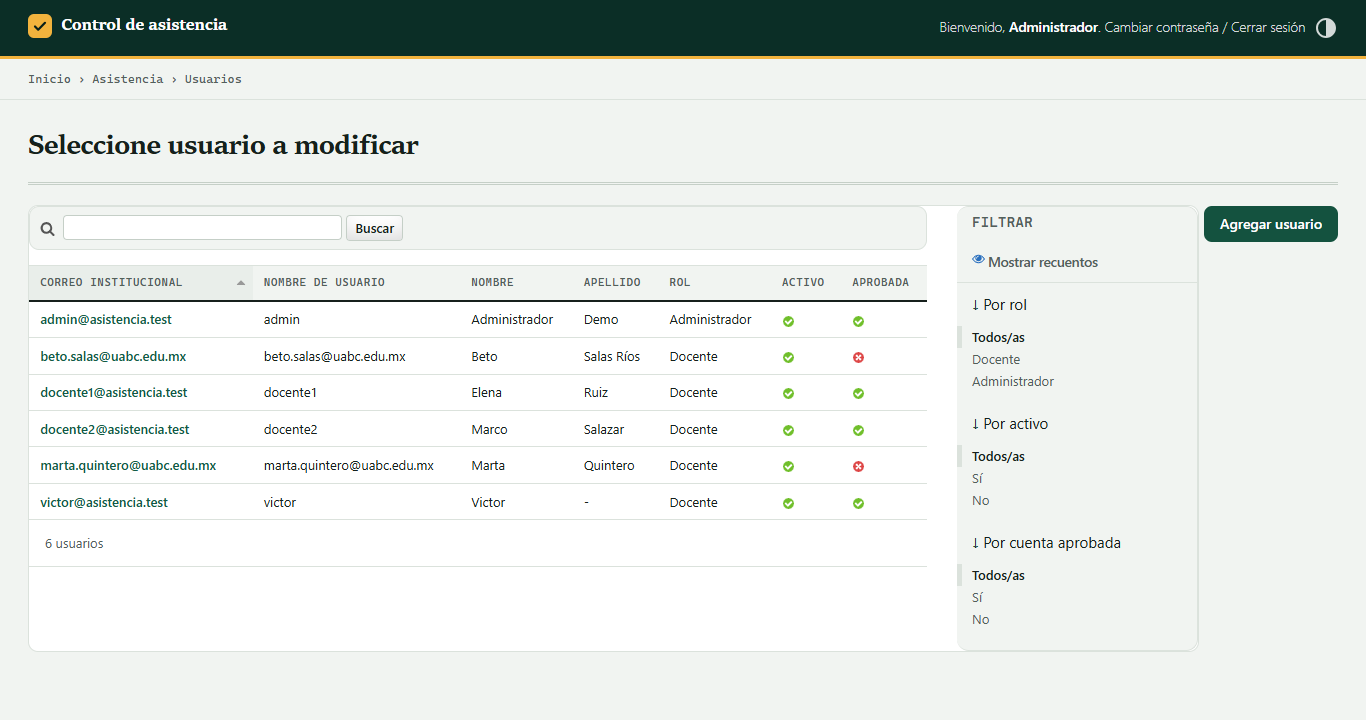 Control de asistencia
Bienvenido, Administrador. Cambiar contraseña / Cerrar sesión
Inicio › Asistencia › Usuarios
Seleccione usuario a modificar
Buscar
CORREO INSTITUCIONAL NOMBRE DE USUARIO NOMBRE APELLIDO ROL ACTIVO APROBADA
admin@asistencia.test admin Administrador Demo Administrador
beto.salas@uabc.edu.mx beto.salas@uabc.edu.mx Beto Salas Ríos Docente
docente1@asistencia.test docente1 Elena Ruiz Docente
docente2@asistencia.test docente2 Marco Salazar Docente
marta.quintero@uabc.edu.mx marta.quintero@uabc.edu.mx Marta Quintero Docente
victor@asistencia.test victor Victor - Docente
6 usuarios
FILTRAR
Mostrar recuentos
↓ Por rol
Todos/as
Docente
Administrador
↓ Por activo
Todos/as
Sí
No
↓ Por cuenta aprobada
Todos/as
Sí
No
Agregar usuario